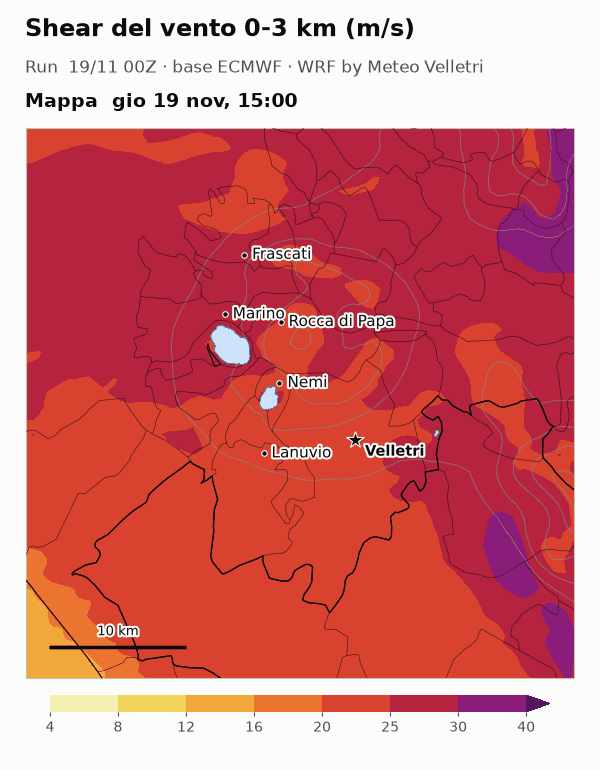 Shear del vento 0-3 km (m/s)
Run 19/11 00Z · base ECMWF · WRF by Meteo Velletri
Mappa gio 19 nov, 15:00
Frascati
Marino
Rocca di Papa
Nemi
Velletri
Lanuvio
10 km
4 8 12 16 20 25 30 40